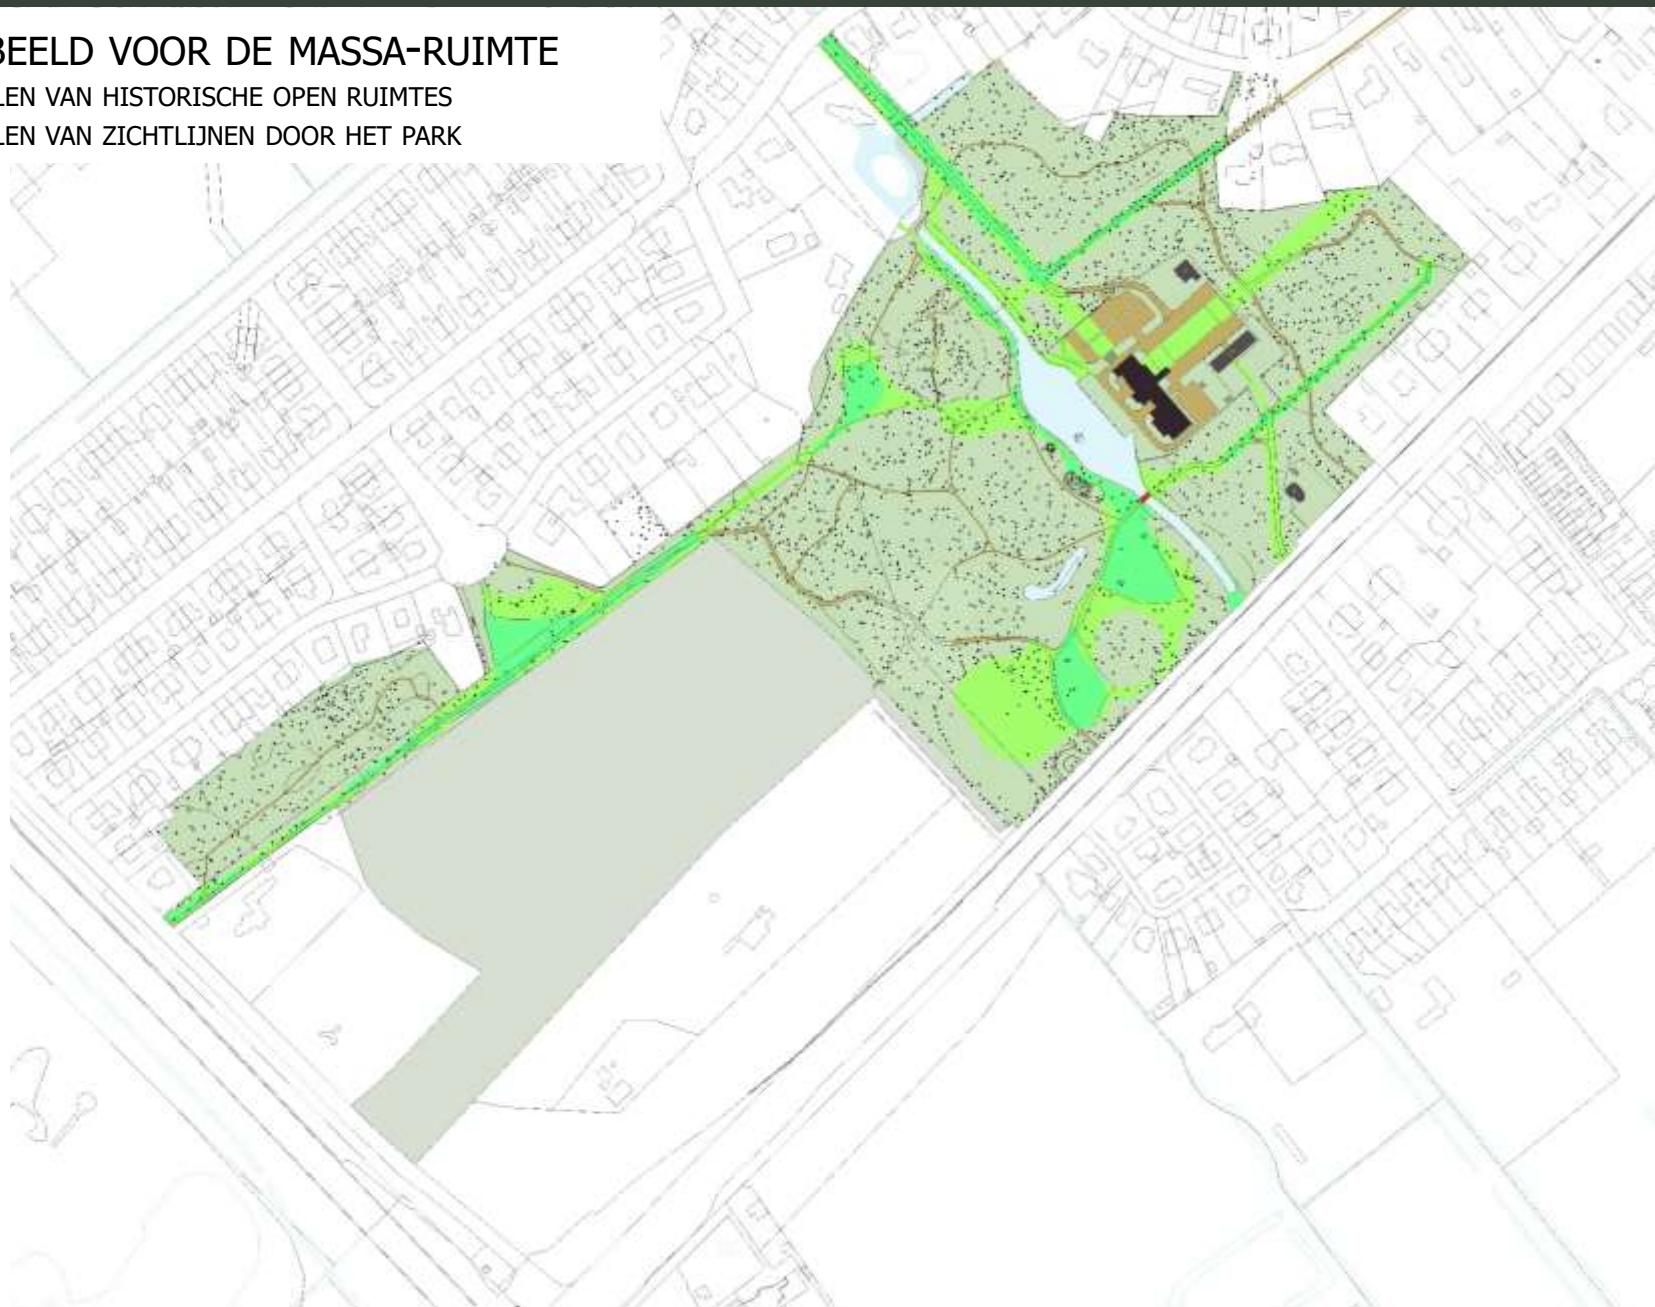 BEELD VOOR DE MASSA-RUIMTE
LEN VAN HISTORISCHE OPEN RUIMTES
LEN VAN ZICHTLIJNEN DOOR HET PARK